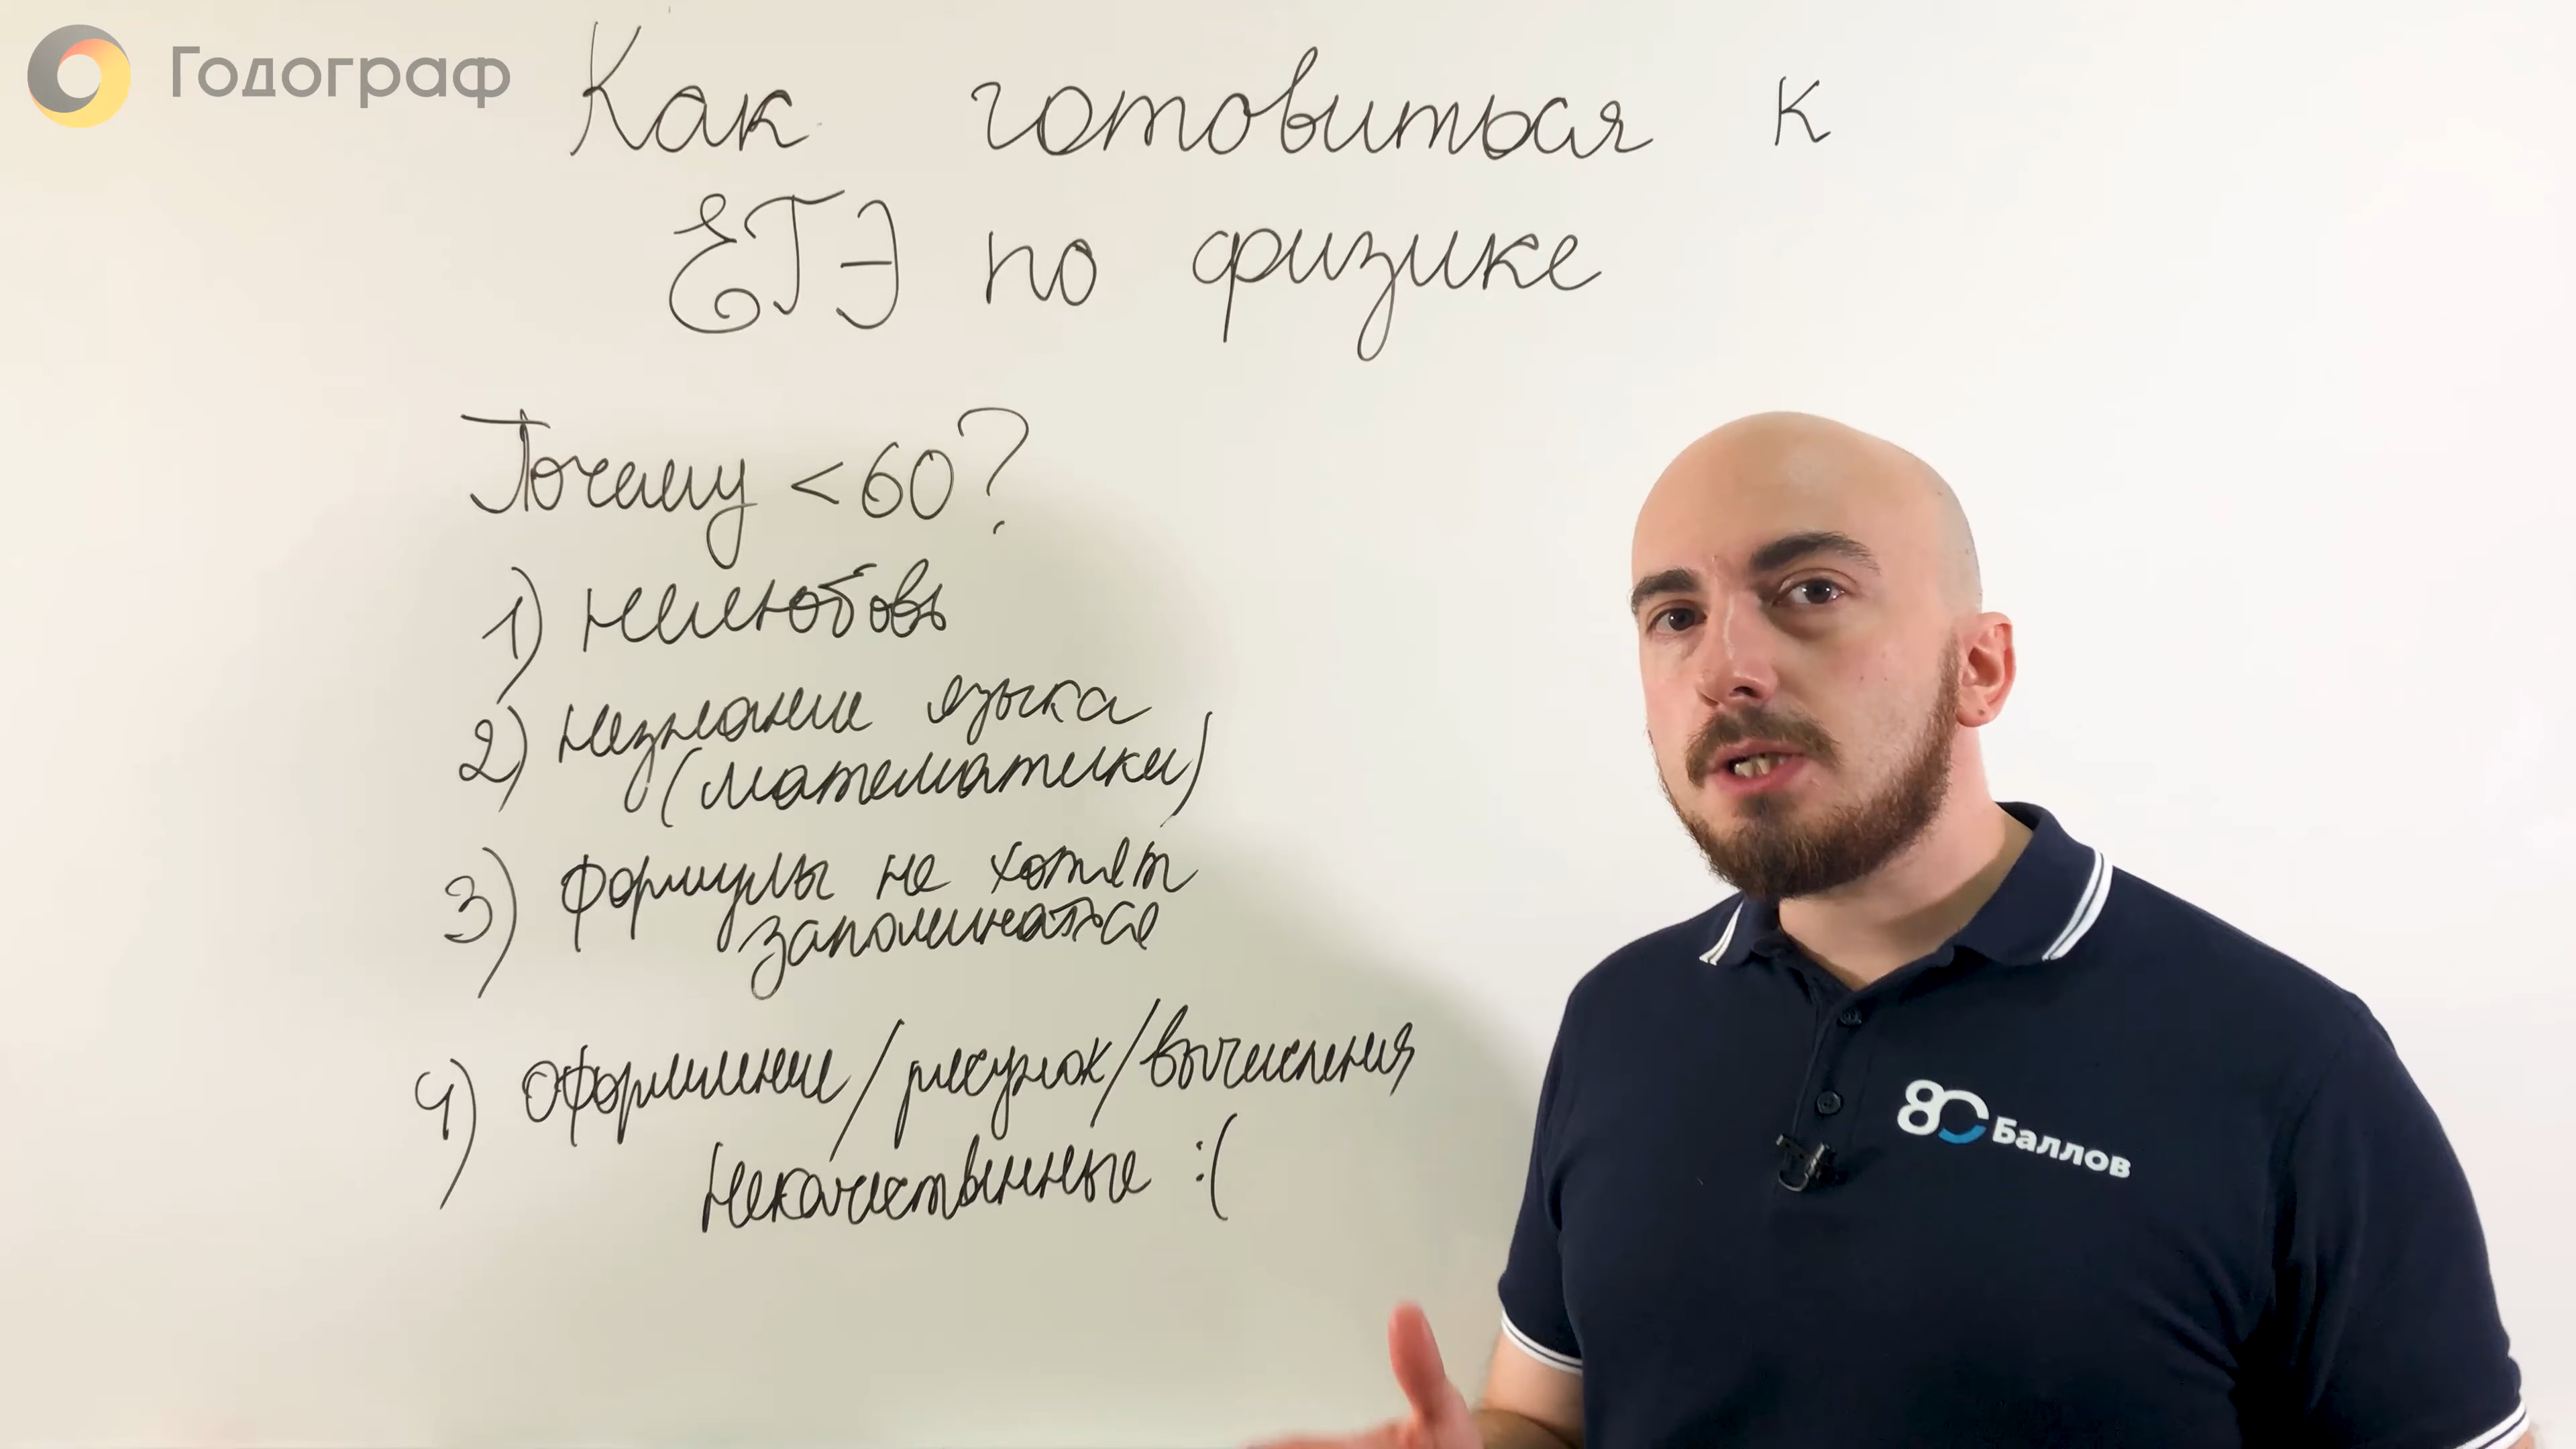 Годограф
Как готовиться к
ЕГЭ по физике
Почему < 60?
1) нелюбовь
2) незнание языка
(математики)
3) формулы не хотят
запоминаться
4) оформление/рисунок/вычисления
некачественные :(
80 Баллов